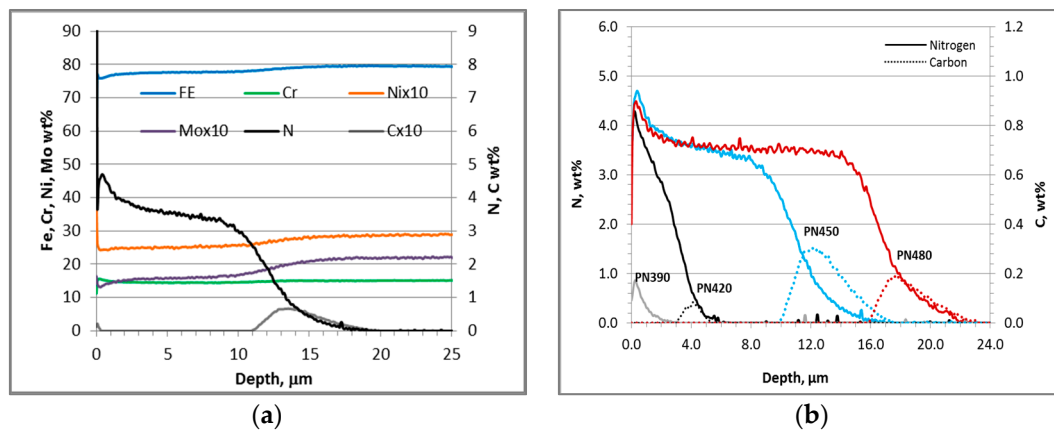 90 9
80 8
70 7
60 6
50 5
40 4
30 3
20 2
10 1
0 0
Fe, Cr, Ni, Mo wt%
N, C wt%
FE Cr Nix10
Mox10 N Cx10
0 5 10 15 20 25
Depth, μm
(a)
6.0 1.2
5.0 1.0
4.0 0.8
3.0 0.6
2.0 0.4
1.0 0.2
0.0 0.0
N, wt%
C, wt%
Nitrogen
Carbon
PN450
PN480
PN390
PN420
0.0 4.0 8.0 12.0 16.0 20.0 24.0
Depth, μm
(b)